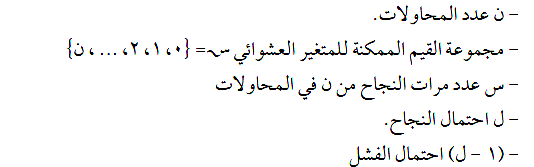 – ن عدد المحاولات.
– مجموعة القيم الممكنة للمتغير العشوائي سہ= {٠، ١، ٢، ...، ن}
– س عدد مرات النجاح من ن في المحاولات
– ل احتمال النجاح.
– (١ – ل) احتمال الفشل